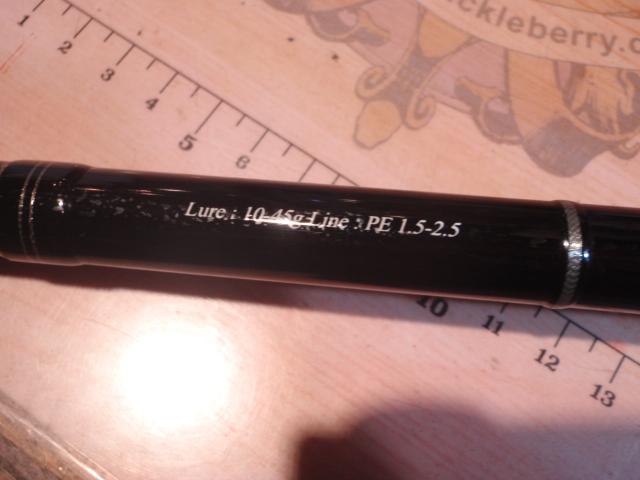 ckleberry.c
1 2 3 4 5 6
Lure : 10-45g Line : PE 1.5-2.5
10 11 12 13